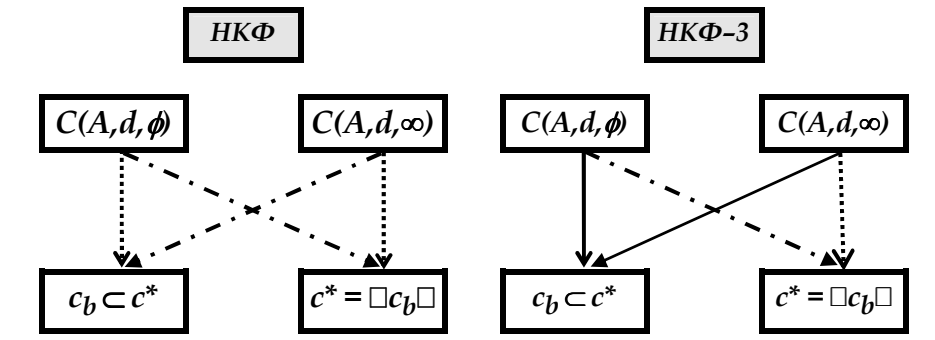 НКФ НКФ–3
C(A,d,ϕ) C(A,d,∞) C(A,d,ϕ) C(A,d,∞)
c_b ⊂ c* c* = □c_b□ c_b ⊂ c* c* = □c_b□